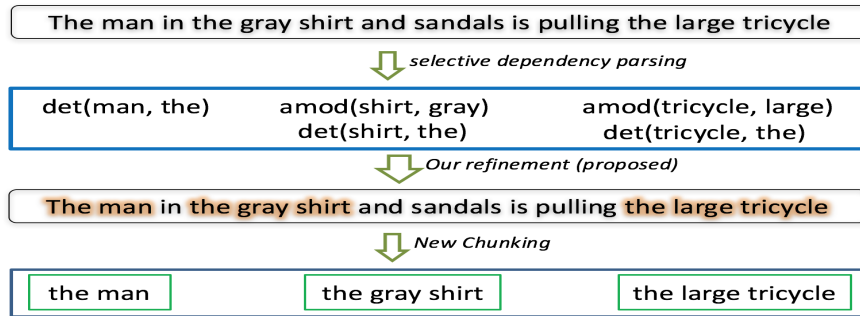 The man in the gray shirt and sandals is pulling the large tricycle
selective dependency parsing
det(man, the) amod(shirt, gray) amod(tricycle, large)
det(shirt, the) det(tricycle, the)
Our refinement (proposed)
The man in the gray shirt and sandals is pulling the large tricycle
New Chunking
the man the gray shirt the large tricycle